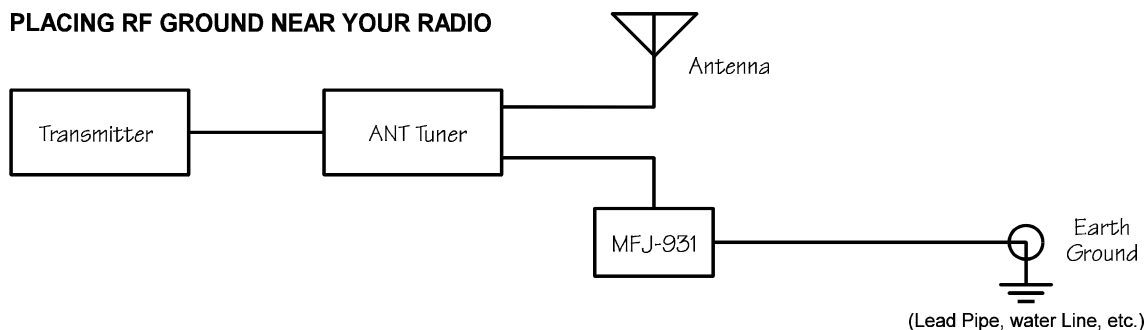 PLACING RF GROUND NEAR YOUR RADIO
Antenna
Transmitter
ANT Tuner
MFJ-931
Earth
Ground
(Lead Pipe, water Line, etc.)